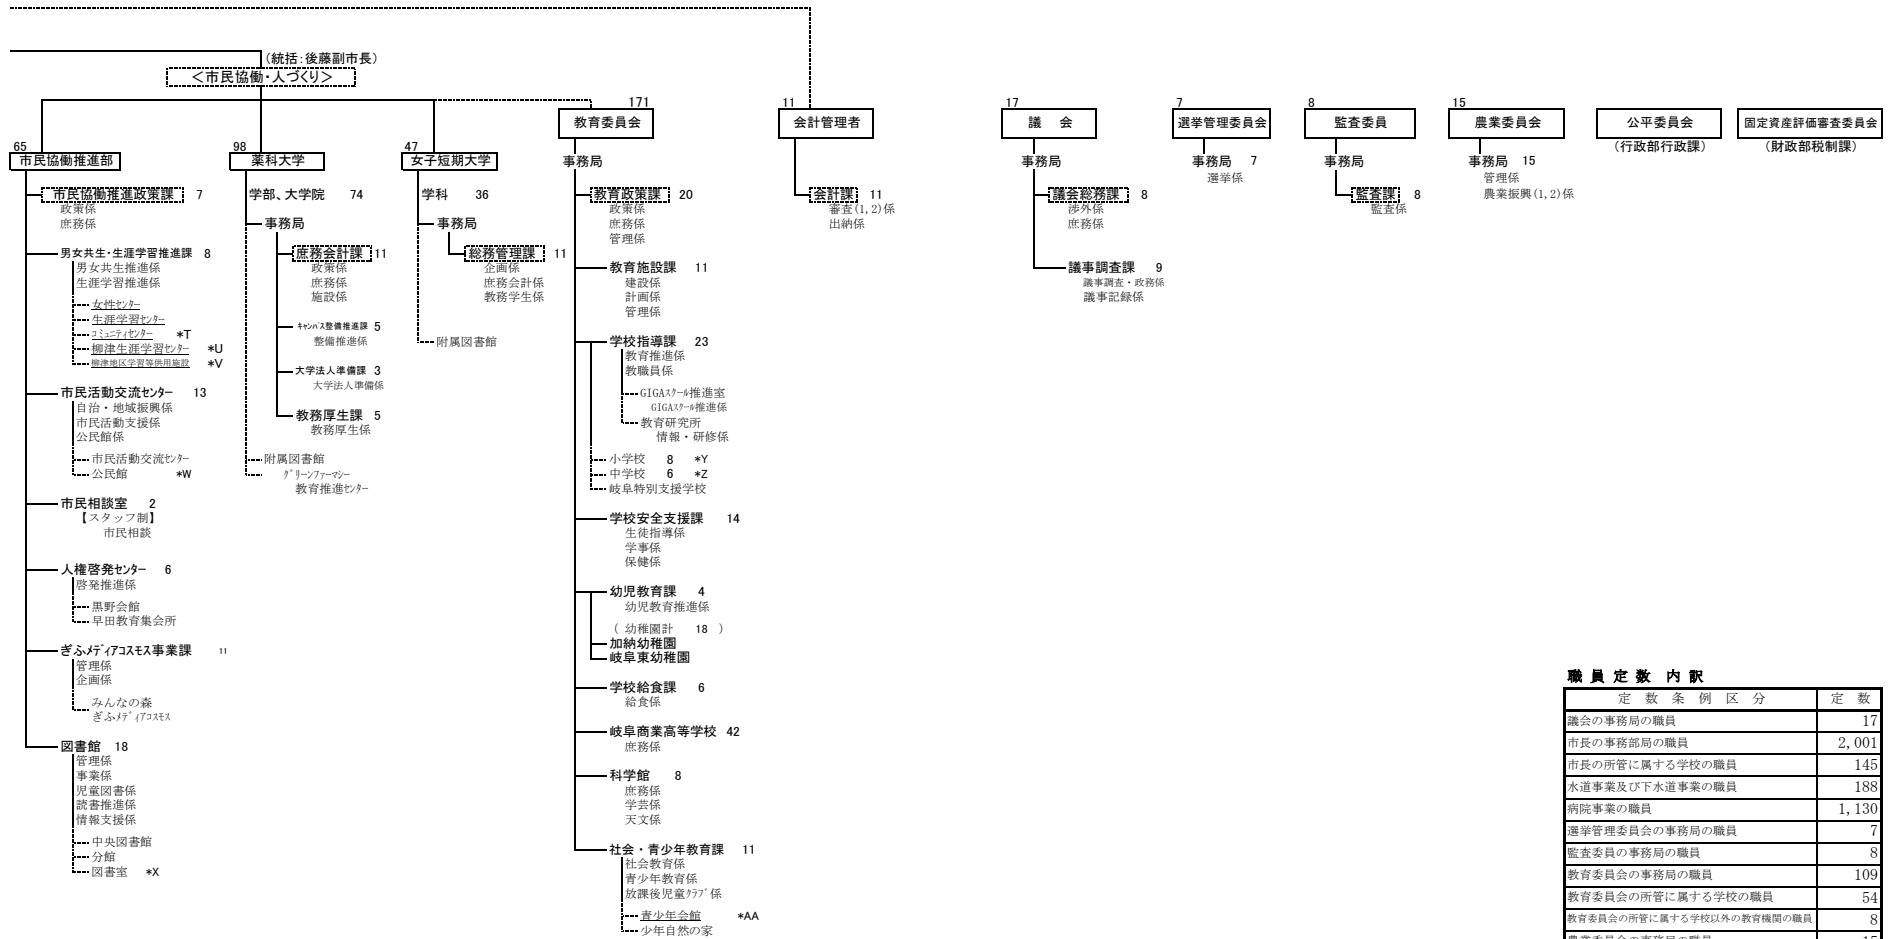 (統括：後藤副市長)
＜市民協働・人づくり＞
65
市民協働推進部
市民協働推進政策課 7
政策係
庶務係
男女共生・生涯学習推進課 8
男女共生推進係
生涯学習推進係
女性ｾﾝﾀｰ
生涯学習ｾﾝﾀｰ
ｺﾐｭﾆﾃｨｾﾝﾀｰ *T
柳津生涯学習ｾﾝﾀｰ *U
柳津地区学習等供用施設 *V
市民活動交流ｾﾝﾀｰ 13
自治・地域振興係
市民活動支援係
公民館係
市民活動交流ｾﾝﾀｰ
公民館 *W
市民相談室 2
【スタッフ制】
市民相談
人権啓発ｾﾝﾀｰ 6
啓発推進係
黒野会館
早田教育集会所
ぎふﾒﾃﾞｨｱｺｽﾓｽ事業課 11
管理係
企画係
みんなの森
ぎふﾒﾃﾞｨｱｺｽﾓｽ
図書館 18
管理係
事業係
児童図書係
読書推進係
情報支援係
中央図書館
分館
図書室 *X
98
薬科大学
学部、大学院 74
事務局
庶務会計課 11
政策係
庶務係
施設係
ｷｬﾝﾊﾟｽ整備推進課 5
整備推進係
大学法人準備課 3
大学法人準備係
教務厚生課 5
教務厚生係
附属図書館
ｸﾞﾘｰﾝﾌｧｰﾏｼｰ
教育推進ｾﾝﾀｰ
47
女子短期大学
学科 36
事務局
総務管理課 11
企画係
庶務会計係
教務学生係
附属図書館
171
教育委員会
事務局
教育政策課 20
政策係
庶務係
管理係
教育施設課 11
建設係
計画係
管理係
学校指導課 23
教育推進係
教職員係
GIGAｽｸｰﾙ推進室
GIGAｽｸｰﾙ推進係
教育研究所
情報・研修係
小学校 8 *Y
中学校 6 *Z
岐阜特別支援学校
学校安全支援課 14
生徒指導係
学事係
保健係
幼児教育課 4
幼児教育推進係
( 幼稚園計 18 )
加納幼稚園
岐阜東幼稚園
学校給食課 6
給食係
岐阜商業高等学校 42
庶務係
科学館 8
庶務係
学芸係
天文係
社会・青少年教育課 11
社会教育係
青少年教育係
放課後児童ｸﾗﾌﾞ係
青少年会館 *AA
少年自然の家
11
会計管理者
会計課 11
審査(1,2)係
出納係
17
議 会
事務局
議会総務課 8
渉外係
庶務係
議事調査課 9
議事調査・政務係
議事記録係
7
選挙管理委員会
事務局 7
選挙係
8
監査委員
事務局
監査課 8
監査係
15
農業委員会
事務局 15
管理係
農業振興(1,2)係
公平委員会
(行政部行政課)
固定資産評価審査委員会
(財政部税制課)
職 員 定 数 内 訳
定 数 条 例 区 分 定 数
議会の事務局の職員 17
市長の事務部局の職員 2,001
市長の所管に属する学校の職員 145
水道事業及び下水道事業の職員 188
病院事業の職員 1,130
選挙管理委員会の事務局の職員 7
監査委員の事務局の職員 8
教育委員会の事務局の職員 109
教育委員会の所管に属する学校の職員 54
教育委員会の所管に属する学校以外の教育機関の職員 8
農業委員会の事務局の職員 15